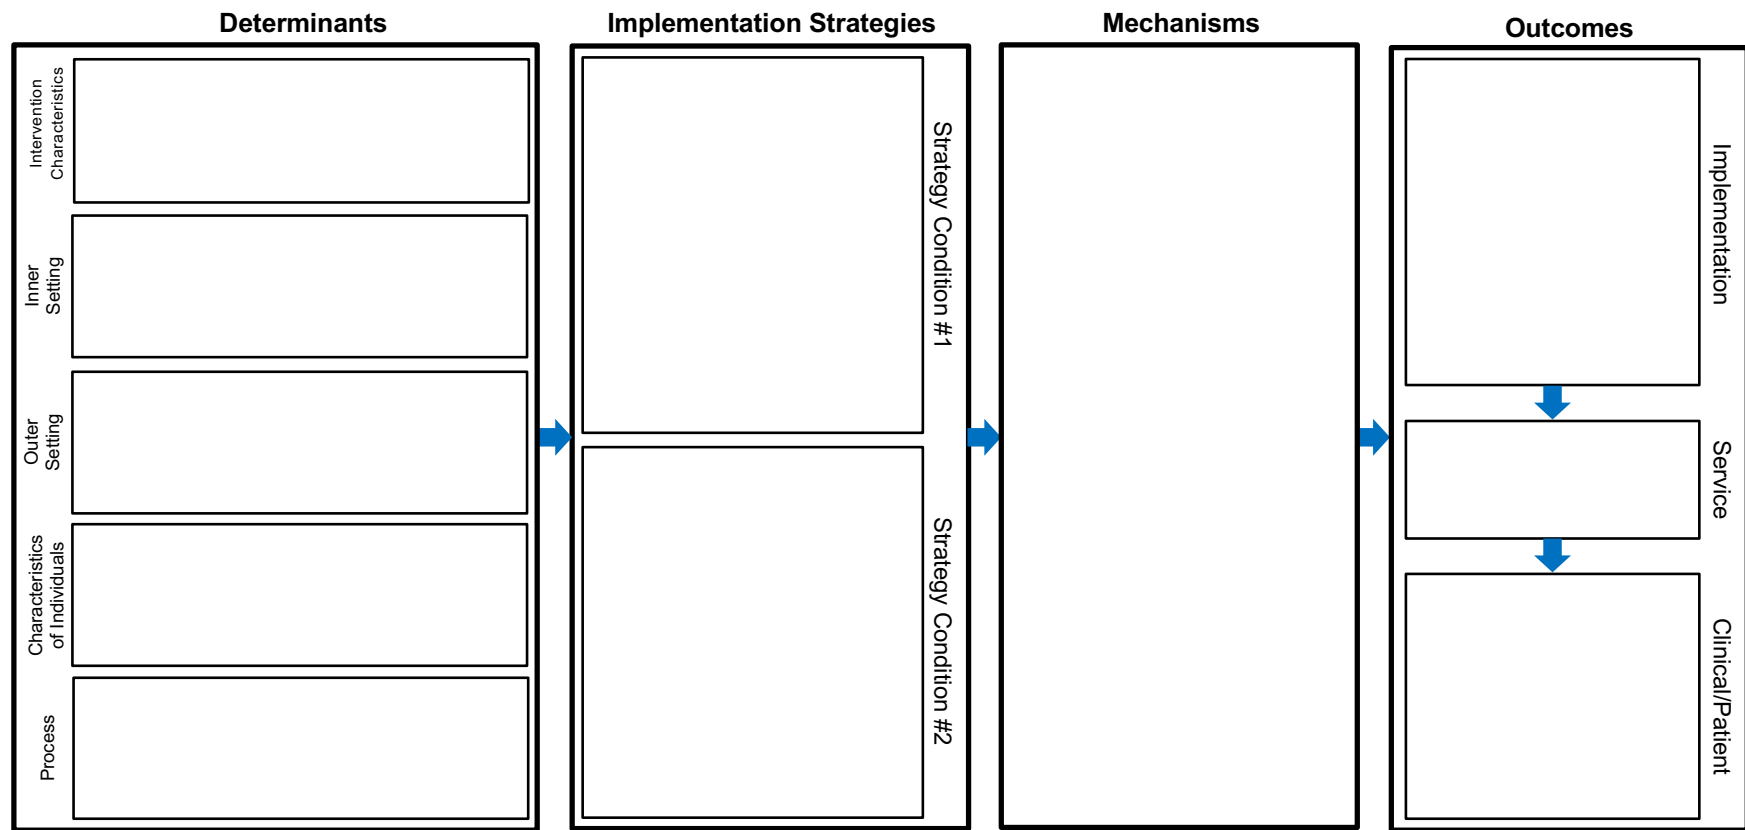 Determinants
Implementation Strategies
Mechanisms
Outcomes
Intervention
Characteristics
Inner
Setting
Outer
Setting
Characteristics
of Individuals
Process
Strategy Condition #1
Strategy Condition #2
Implementation
Service
Clinical/Patient